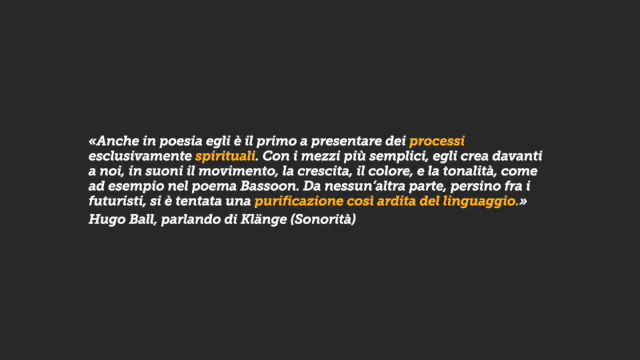 «Anche in poesia egli è il primo a presentare dei processi
esclusivamente spirituali. Con i mezzi più semplici, egli crea davanti
a noi, in suoni il movimento, la crescita, il colore, e la tonalità, come
ad esempio nel poema Bassoon. Da nessun'altra parte, persino fra i
futuristi, si è tentata una purificazione così ardita del linguaggio.»
Hugo Ball, parlando di Klänge (Sonorità)